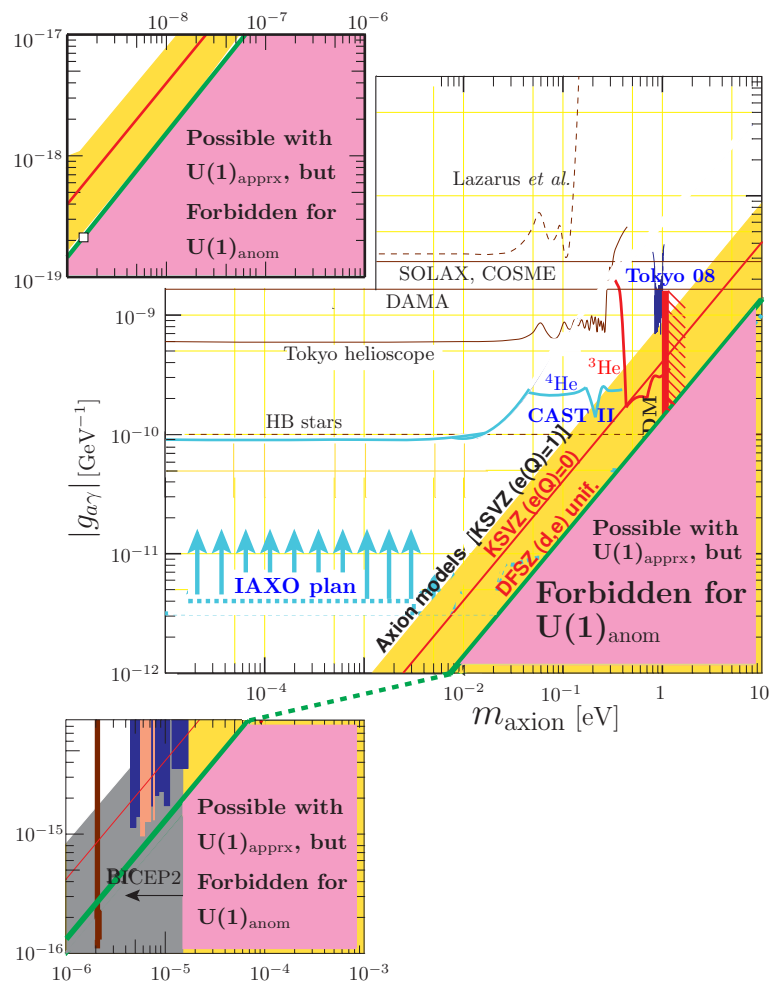 10⁻⁸ 10⁻⁷ 10⁻⁶
10⁻¹⁷
10⁻¹⁸
10⁻¹⁹
Possible with
U(1)apprx, but
Forbidden for
U(1)anom
Lazarus et al.
SOLAX, COSME
Tokyo 08
DAMA
10⁻⁹
Tokyo helioscope
³He
⁴He
HB stars
CAST II
DM
10⁻¹⁰
|gaγ| [GeV⁻¹]
Axion models [KSVZ (e(Q)=1)]
KSVZ (e(Q)=0)
DFSZ (d,e) unif.
Possible with
U(1)apprx, but
Forbidden for
U(1)anom
10⁻¹¹
IAXO plan
10⁻¹²
10⁻⁴ 10⁻² 10⁻¹ 1 10
maxion [eV]
Possible with
U(1)apprx, but
Forbidden for
U(1)anom
10⁻¹⁵
BICEP2
10⁻¹⁶
10⁻⁶ 10⁻⁵ 10⁻⁴ 10⁻³